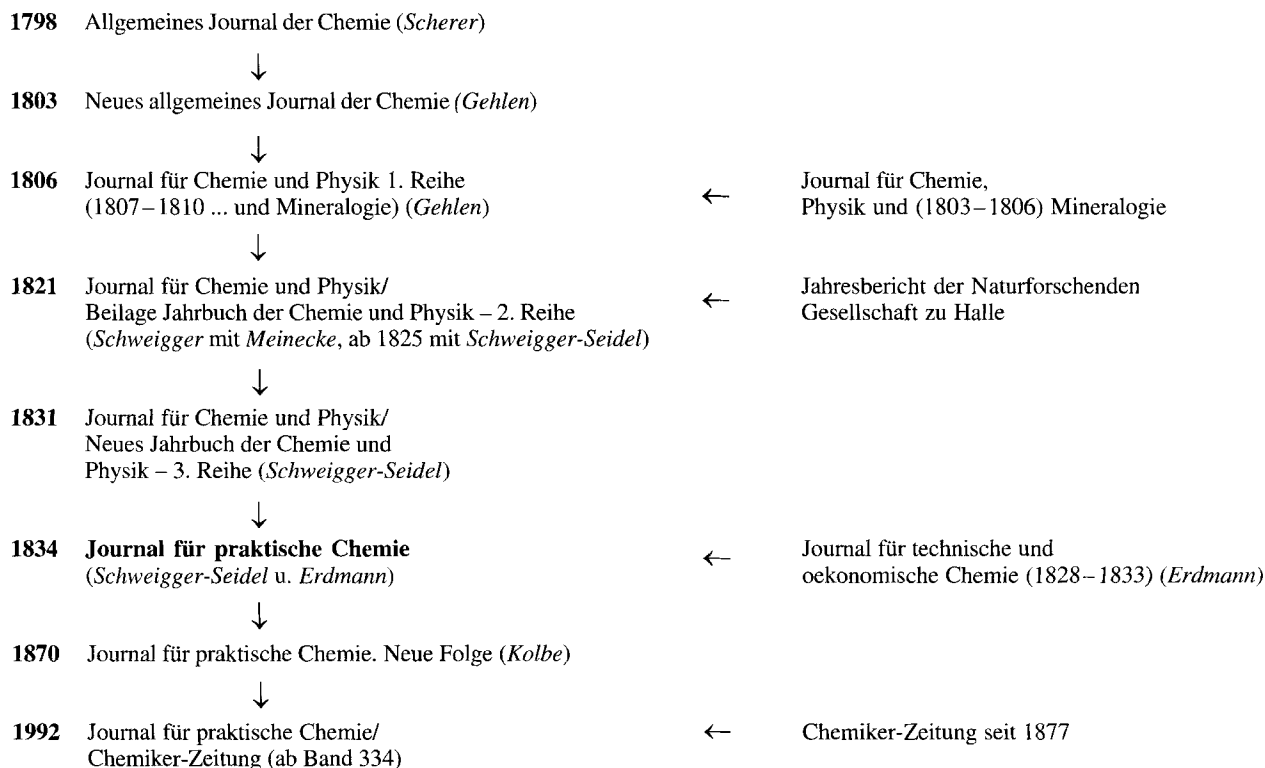 1798 Allgemeines Journal der Chemie (Scherer)
↓
1803 Neues allgemeines Journal der Chemie (Gehlen)
↓
1806 Journal für Chemie und Physik 1. Reihe ← Journal für Chemie,
(1807–1810 ... und Mineralogie) (Gehlen) Physik und (1803–1806) Mineralogie
↓
1821 Journal für Chemie und Physik/ ← Jahresbericht der Naturforschenden
Beilage Jahrbuch der Chemie und Physik – 2. Reihe Gesellschaft zu Halle
(Schweigger mit Meinecke, ab 1825 mit Schweigger-Seidel)
↓
1831 Journal für Chemie und Physik/
Neues Jahrbuch der Chemie und
Physik – 3. Reihe (Schweigger-Seidel)
↓
1834 Journal für praktische Chemie ← Journal für technische und
(Schweigger-Seidel u. Erdmann) oekonomische Chemie (1828–1833) (Erdmann)
↓
1870 Journal für praktische Chemie. Neue Folge (Kolbe)
↓
1992 Journal für praktische Chemie/ ← Chemiker-Zeitung seit 1877
Chemiker-Zeitung (ab Band 334)